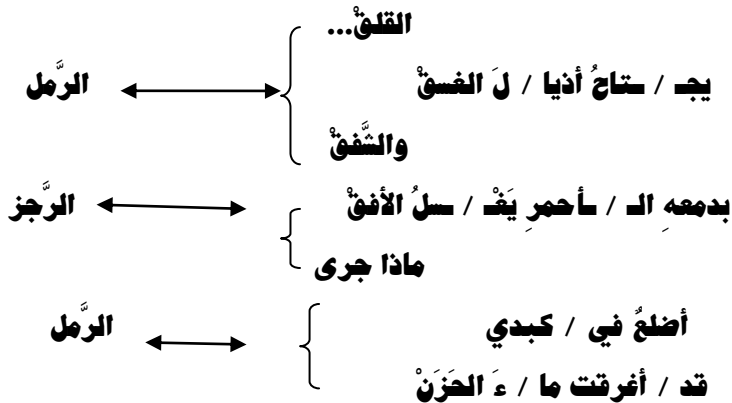 القلقْ...
يجـ / ـتاحُ أذيا / لَ الغسقْ
الرَّمل
والشَّفقْ
بدمعهِ الـ / ـأحمرِ يَغْـ / ـسلُ الأفقْ
الرَّجز
ماذا جرى
أضلعٌ في / كبدي
الرَّمل
قد / أغرقت ما / ءَ الحَزَنْ